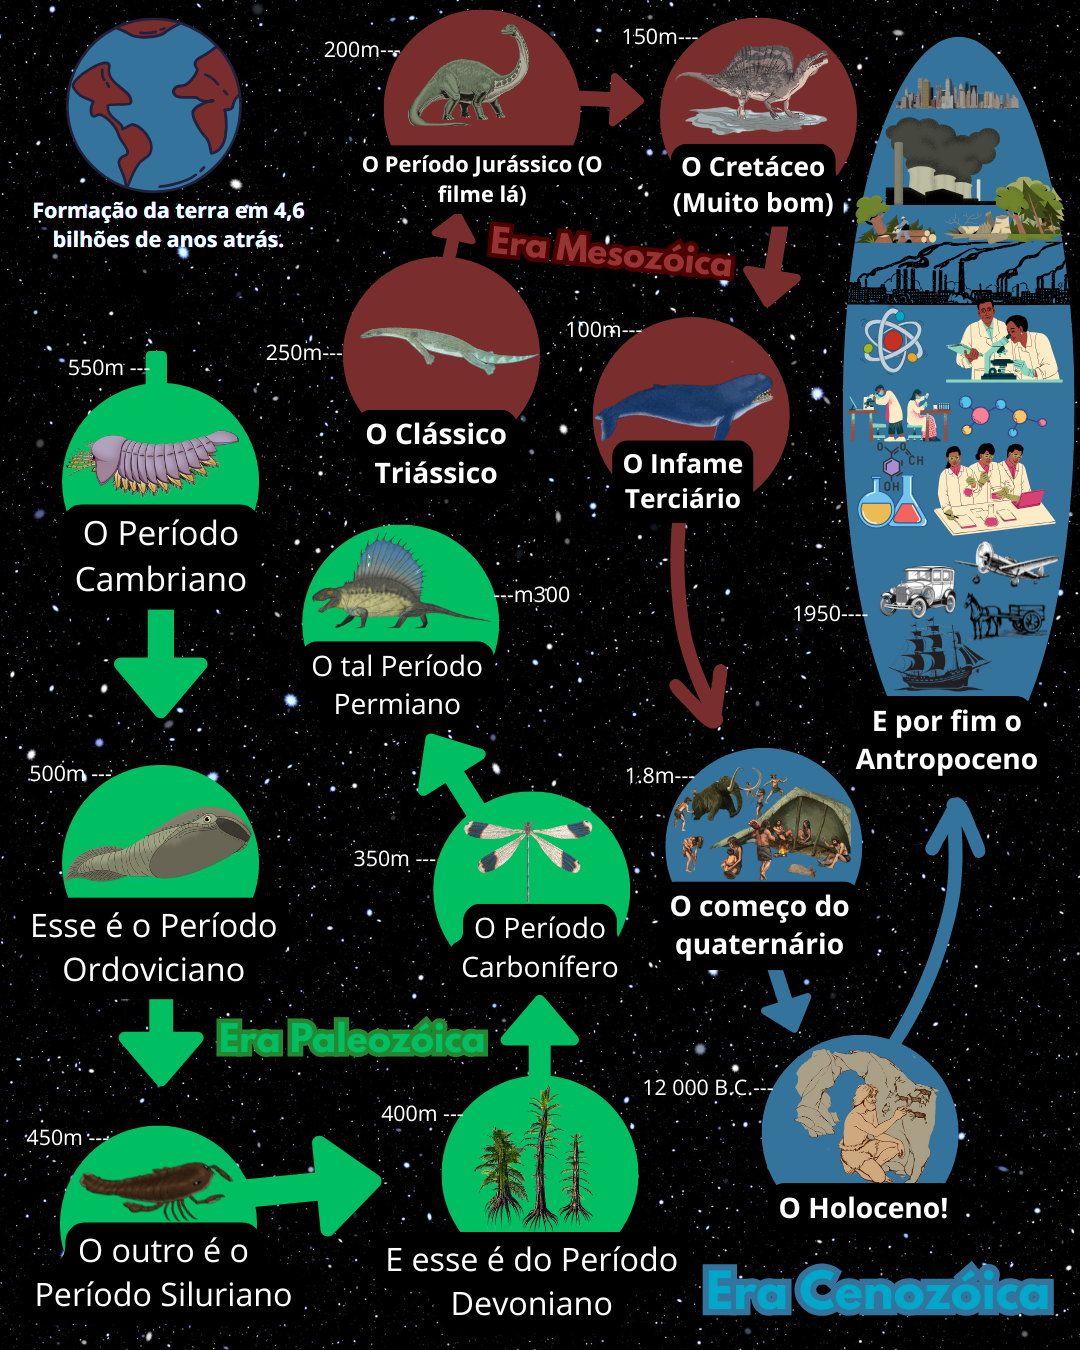 Formação da terra em 4,6
bilhões de anos atrás.
550m ---
O Período
Cambriano
500m ---
Esse é o Período
Ordoviciano
450m ---
O outro é o
Período Siluriano
Era Paleozóica
400m ---
E esse é do Período
Devoniano
350m ---
O Período
Carbonífero
---m300
O tal Período
Permiano
250m---
O Clássico
Triássico
Era Mesozóica
200m---
O Período Jurássico (O
filme lá)
150m---
O Cretáceo
(Muito bom)
100m---
O Infame
Terciário
1.8m---
O começo do
quaternário
12 000 B.C.---
O Holoceno!
Era Cenozóica
O O
CH
OH
1950----
E por fim o
Antropoceno